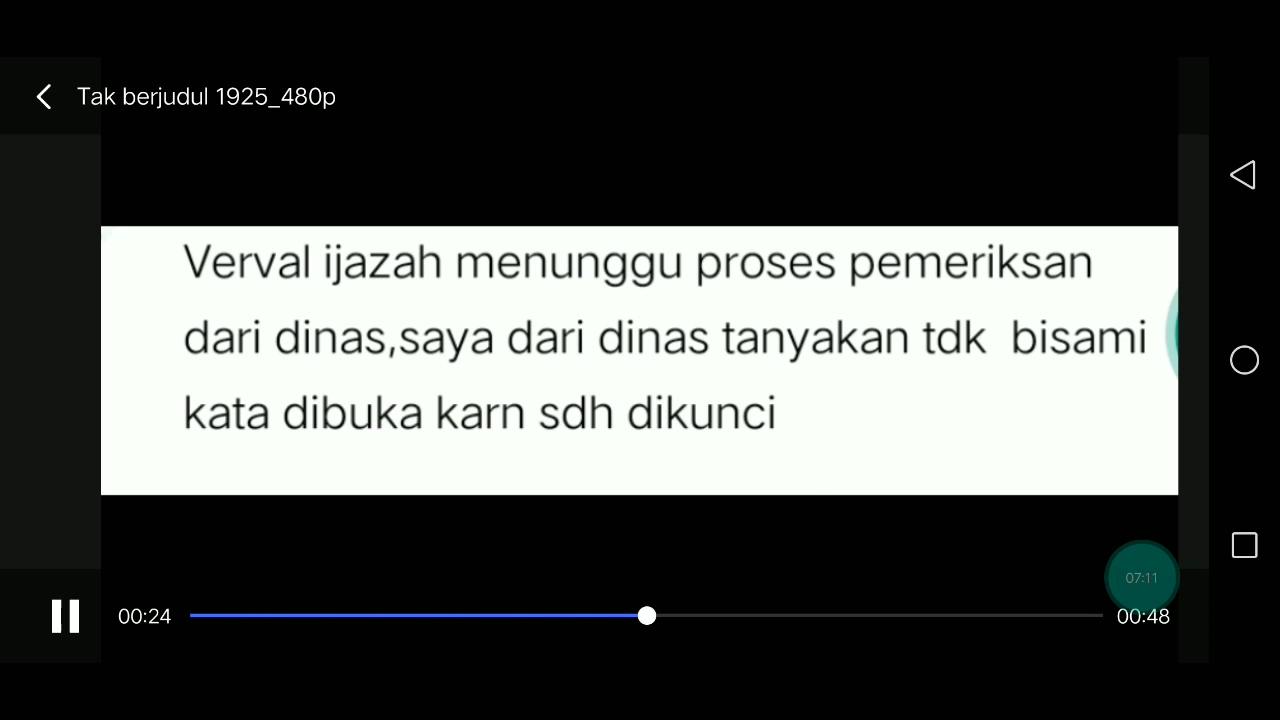 Tak berjudul 1925_480p
Verval ijazah menunggu proses pemeriksan
dari dinas,saya dari dinas tanyakan tdk bisami
kata dibuka karn sdh dikunci
07:11
00:24
00:48